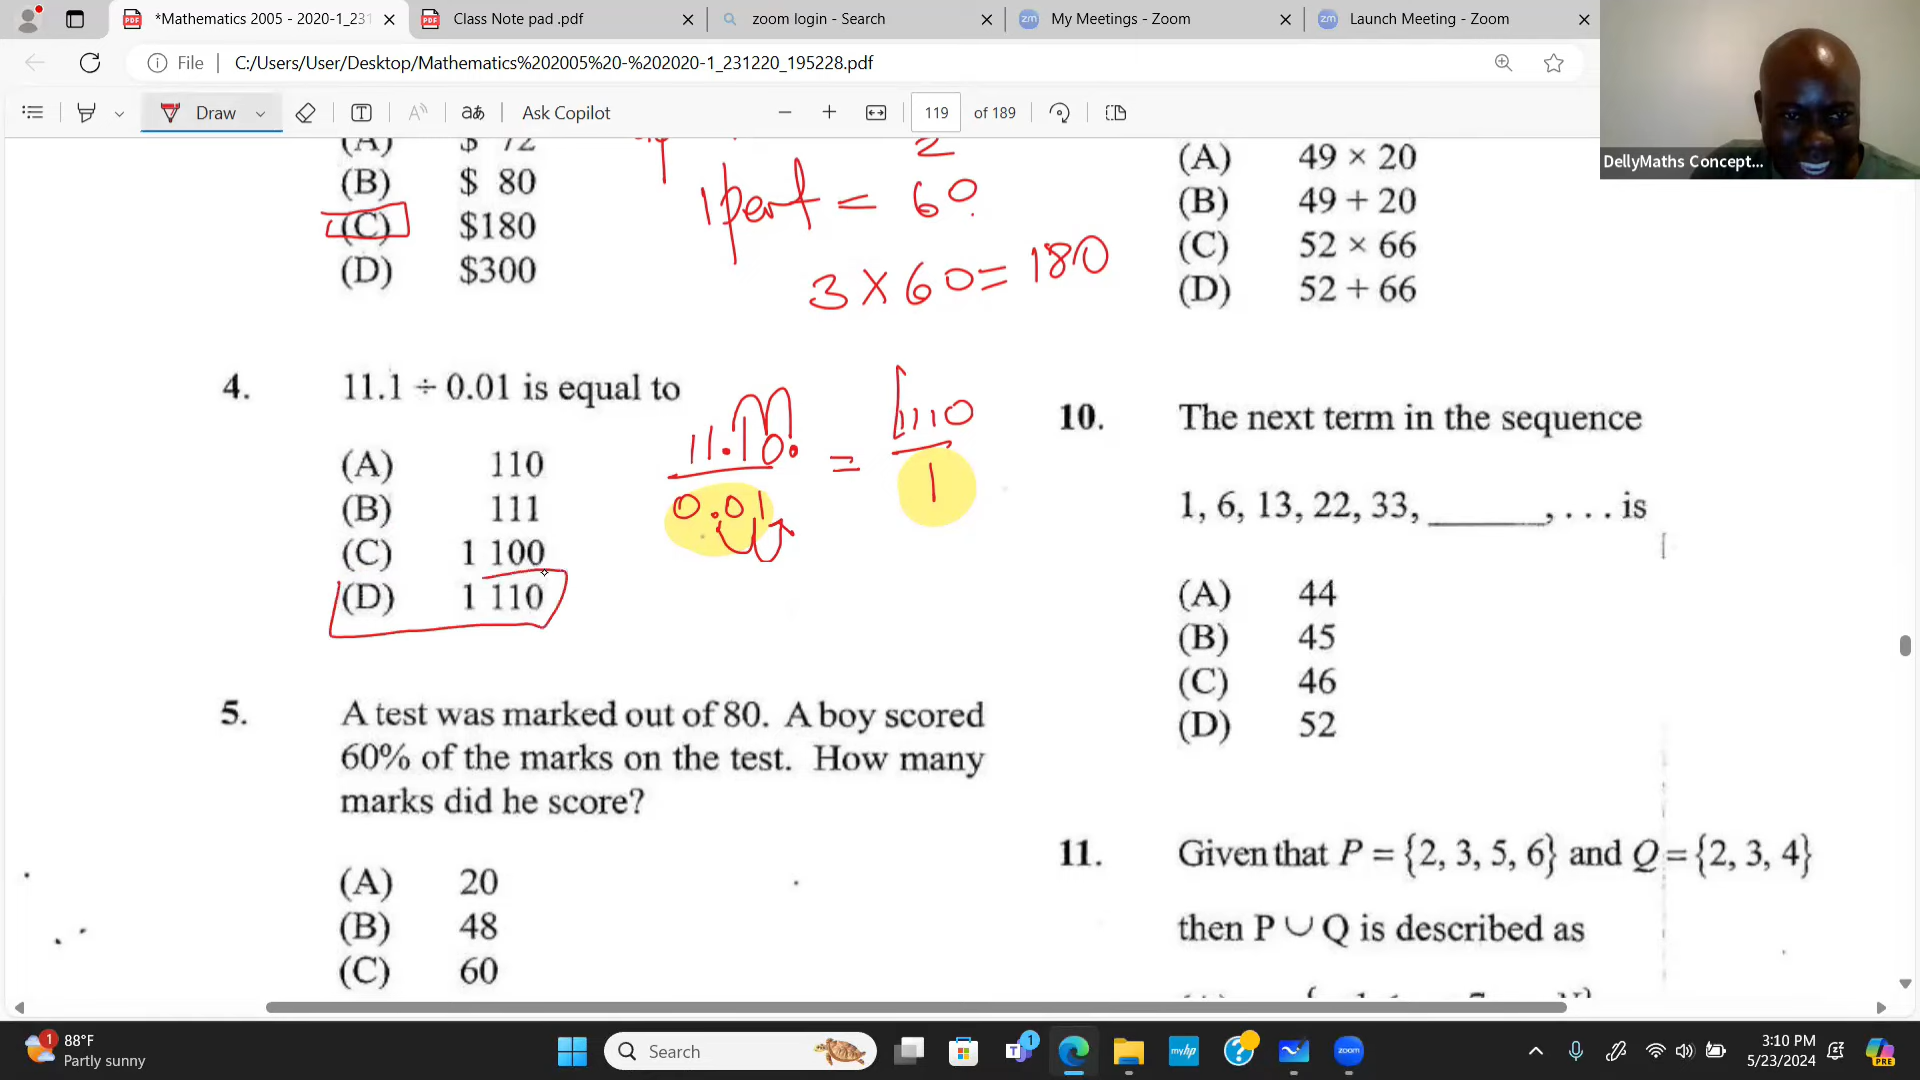 *Mathematics 2005 - 2020-1_231
Class Note pad .pdf
zoom login - Search
My Meetings - Zoom
Launch Meeting - Zoom
File
C:/Users/User/Desktop/Mathematics%202005%20-%202020-1_231220_195228.pdf
Draw
Ask Copilot
119 of 189
DellyMaths Concept...
(A) $ 72
(B) $ 80
(C) $180
(D) $300
2
1 part = 60
3 × 60 = 180
4. 11.1 ÷ 0.01 is equal to
(A) 110
(B) 111
(C) 1 100
(D) 1 110
11.10. = 1110
0.01 1
5. A test was marked out of 80. A boy scored
60% of the marks on the test. How many
marks did he score?
(A) 20
(B) 48
(C) 60
(A) 49 × 20
(B) 49 + 20
(C) 52 × 66
(D) 52 + 66
10. The next term in the sequence
1, 6, 13, 22, 33, ______, . . . is
(A) 44
(B) 45
(C) 46
(D) 52
11. Given that P = {2, 3, 5, 6} and Q = {2, 3, 4}
then P ∪ Q is described as
1
88°F
Partly sunny
Search
1
myhp
zoom
3:10 PM
5/23/2024
PRE